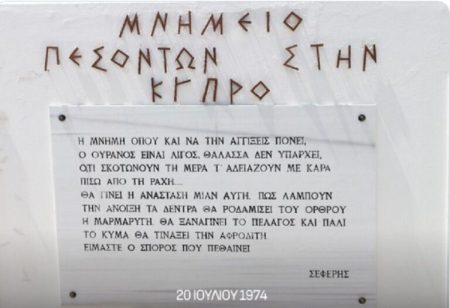 ΜΝΗΜΕΙΟ
ΠΕΣΟΝΤΩΝ ΣΤΗΝ
ΚΥΠΡΟ
Η ΜΝΗΜΗ ΟΠΟΥ ΚΑΙ ΝΑ ΤΗΝ ΑΓΓΙΞΕΙΣ ΠΟΝΕΙ,
Ο ΟΥΡΑΝΟΣ ΕΙΝΑΙ ΛΙΓΟΣ, ΘΑΛΑΣΣΑ ΔΕΝ ΥΠΑΡΧΕΙ,
ΟΤΙ ΣΚΟΤΩΝΟΥΝ ΤΗ ΜΕΡΑ Τ' ΑΔΕΙΑΖΟΥΝ ΜΕ ΚΑΡΑ
ΠΙΣΩ ΑΠΟ ΤΗ ΡΑΧΗ....
ΘΑ ΓΙΝΕΙ Η ΑΝΑΣΤΑΣΗ ΜΙΑΝ ΑΥΓΗ, ΠΩΣ ΛΑΜΠΟΥΝ
ΤΗΝ ΑΝΟΙΞΗ ΤΑ ΔΕΝΤΡΑ ΘΑ ΡΟΔΑΜΙΣΕΙ ΤΟΥ ΟΡΘΡΟΥ
Η ΜΑΡΜΑΡΥΓΗ ΘΑ ΞΑΝΑΓΙΝΕΙ ΤΟ ΠΕΛΑΓΟΣ ΚΑΙ ΠΑΛΙ
ΤΟ ΚΥΜΑ ΘΑ ΤΙΝΑΞΕΙ ΤΗΝ ΑΦΡΟΔΙΤΗ
ΕΙΜΑΣΤΕ Ο ΣΠΟΡΟΣ ΠΟΥ ΠΕΘΑΙΝΕΙ
ΣΕΦΕΡΗΣ
20 ΙΟΥΛΙΟΥ 1974